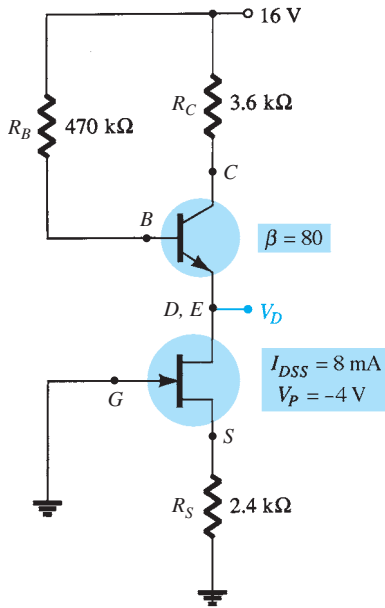 16 V
R_C 3.6 kΩ
R_B 470 kΩ
C
B
β = 80
D, E V_D
I_DSS = 8 mA
V_P = –4 V
G
S
R_S 2.4 kΩ